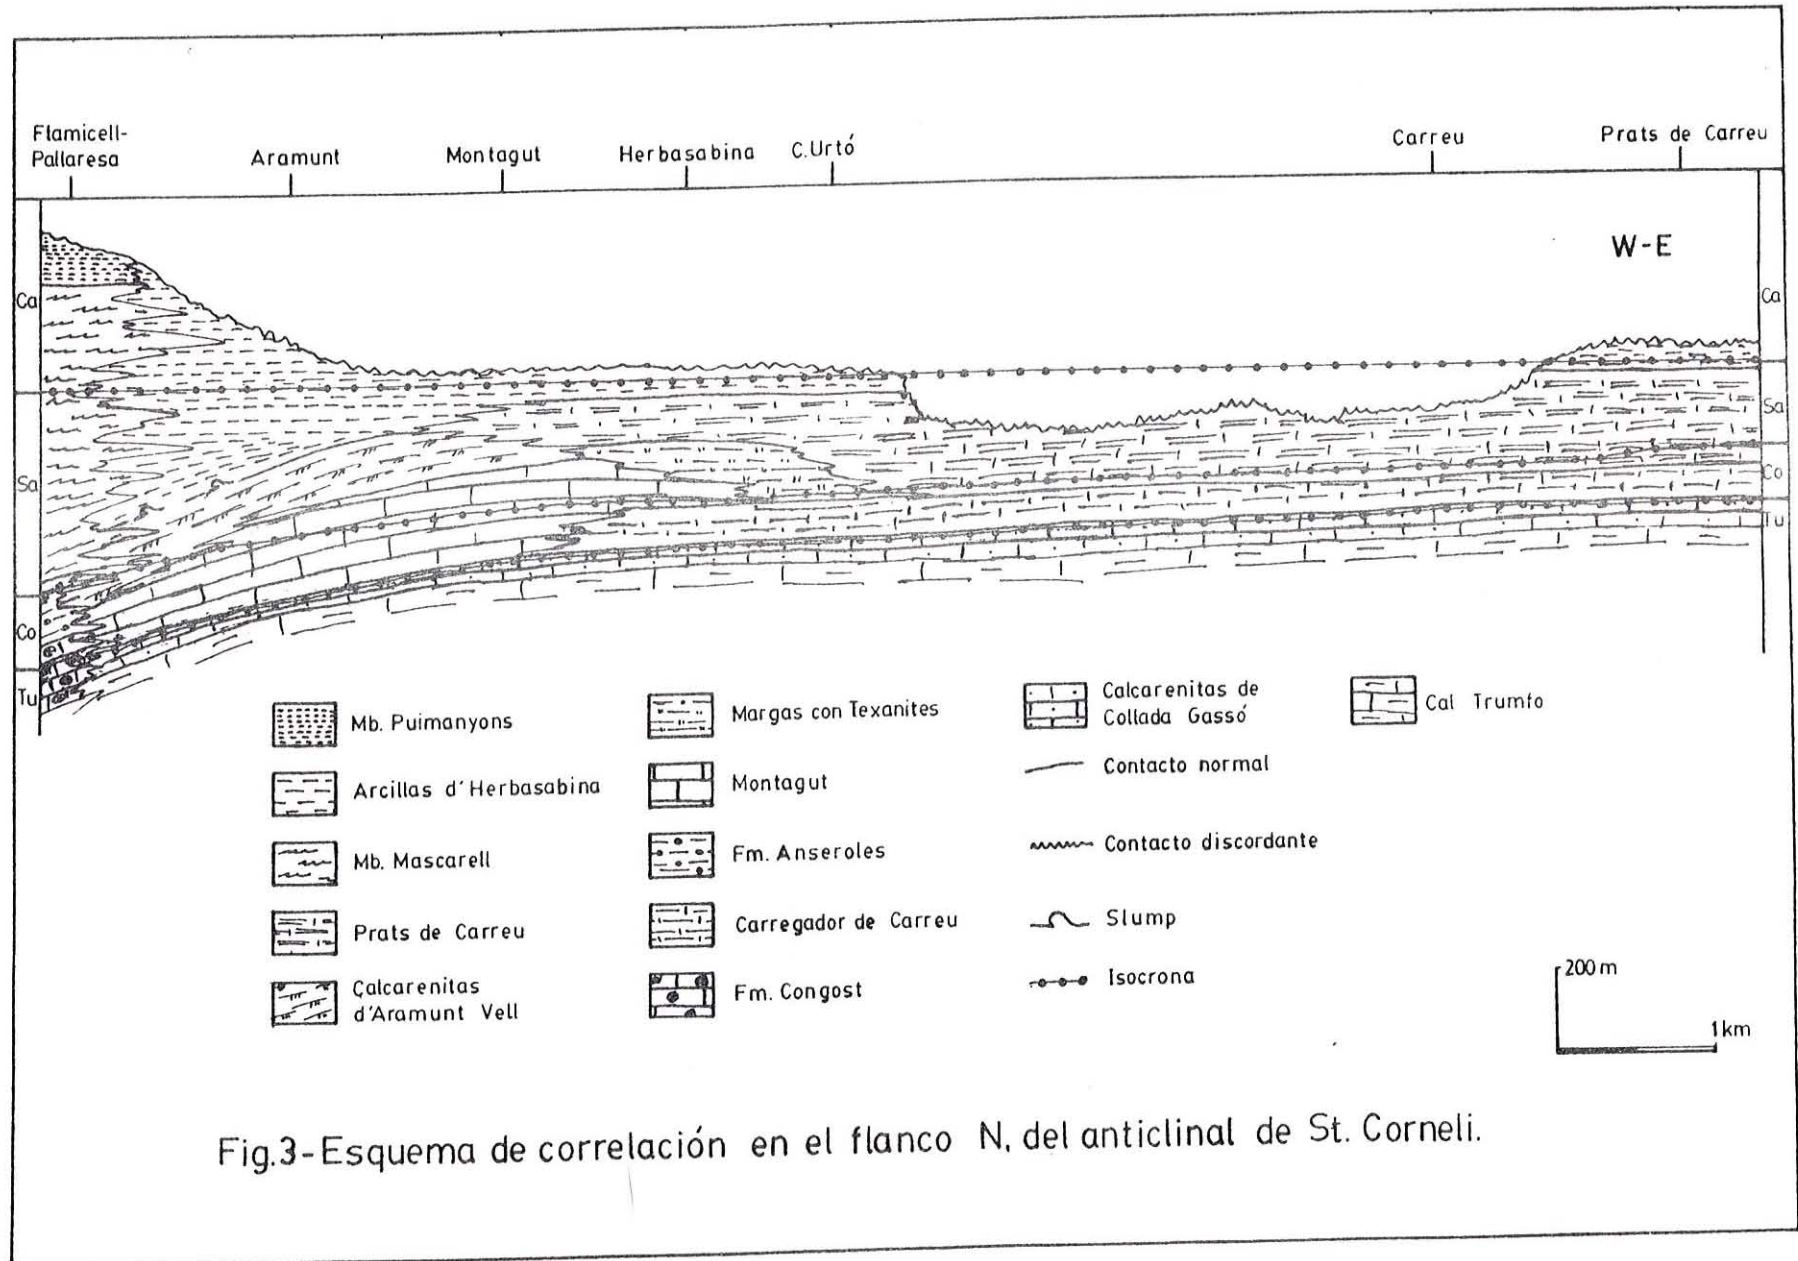 Flamicell-
Pallaresa
Aramunt
Montagut
Herbasabina
C.Urtó
Carreu
Prats de Carreu
W-E
Ca
Ca
Sa
Sa
Co
Co
Tu
Tu
Mb. Puimanyons
Arcillas d'Herbasabina
Mb. Mascarell
Prats de Carreu
Calcarenitas
d'Aramunt Vell
Margas con Texanites
Montagut
Fm. Anseroles
Carregador de Carreu
Fm. Congost
Calcarenitas de
Collada Gassó
Contacto normal
Contacto discordante
Slump
Isocrona
Cal Trumfo
200 m
1 km
Fig.3-Esquema de correlación en el flanco N. del anticlinal de St. Corneli.